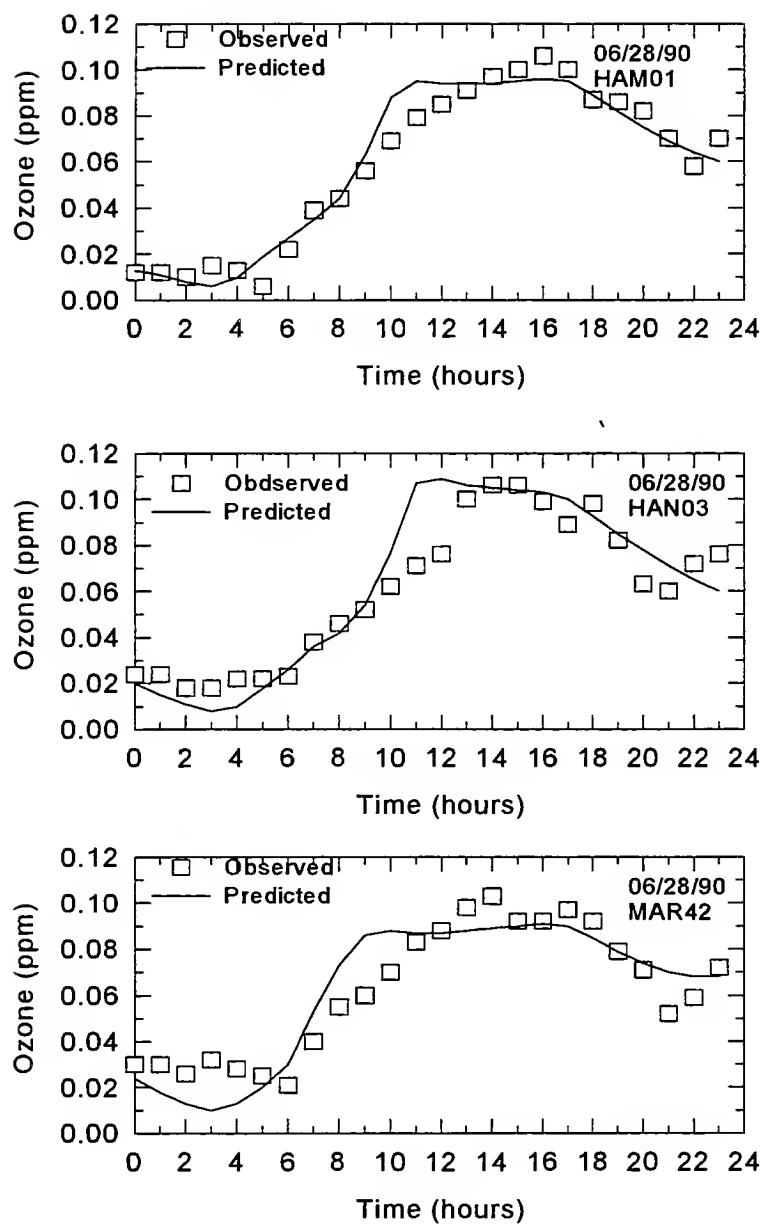 0.12
0.10
0.08
0.06
0.04
0.02
0.00
Ozone (ppm)
Observed
Predicted
06/28/90
HAM01
0 2 4 6 8 10 12 14 16 18 20 22 24
Time (hours)
0.12
0.10
0.08
0.06
0.04
0.02
0.00
Ozone (ppm)
Obdserved
Predicted
06/28/90
HAN03
0 2 4 6 8 10 12 14 16 18 20 22 24
Time (hours)
0.12
0.10
0.08
0.06
0.04
0.02
0.00
Ozone (ppm)
Observed
Predicted
06/28/90
MAR42
0 2 4 6 8 10 12 14 16 18 20 22 24
Time (hours)